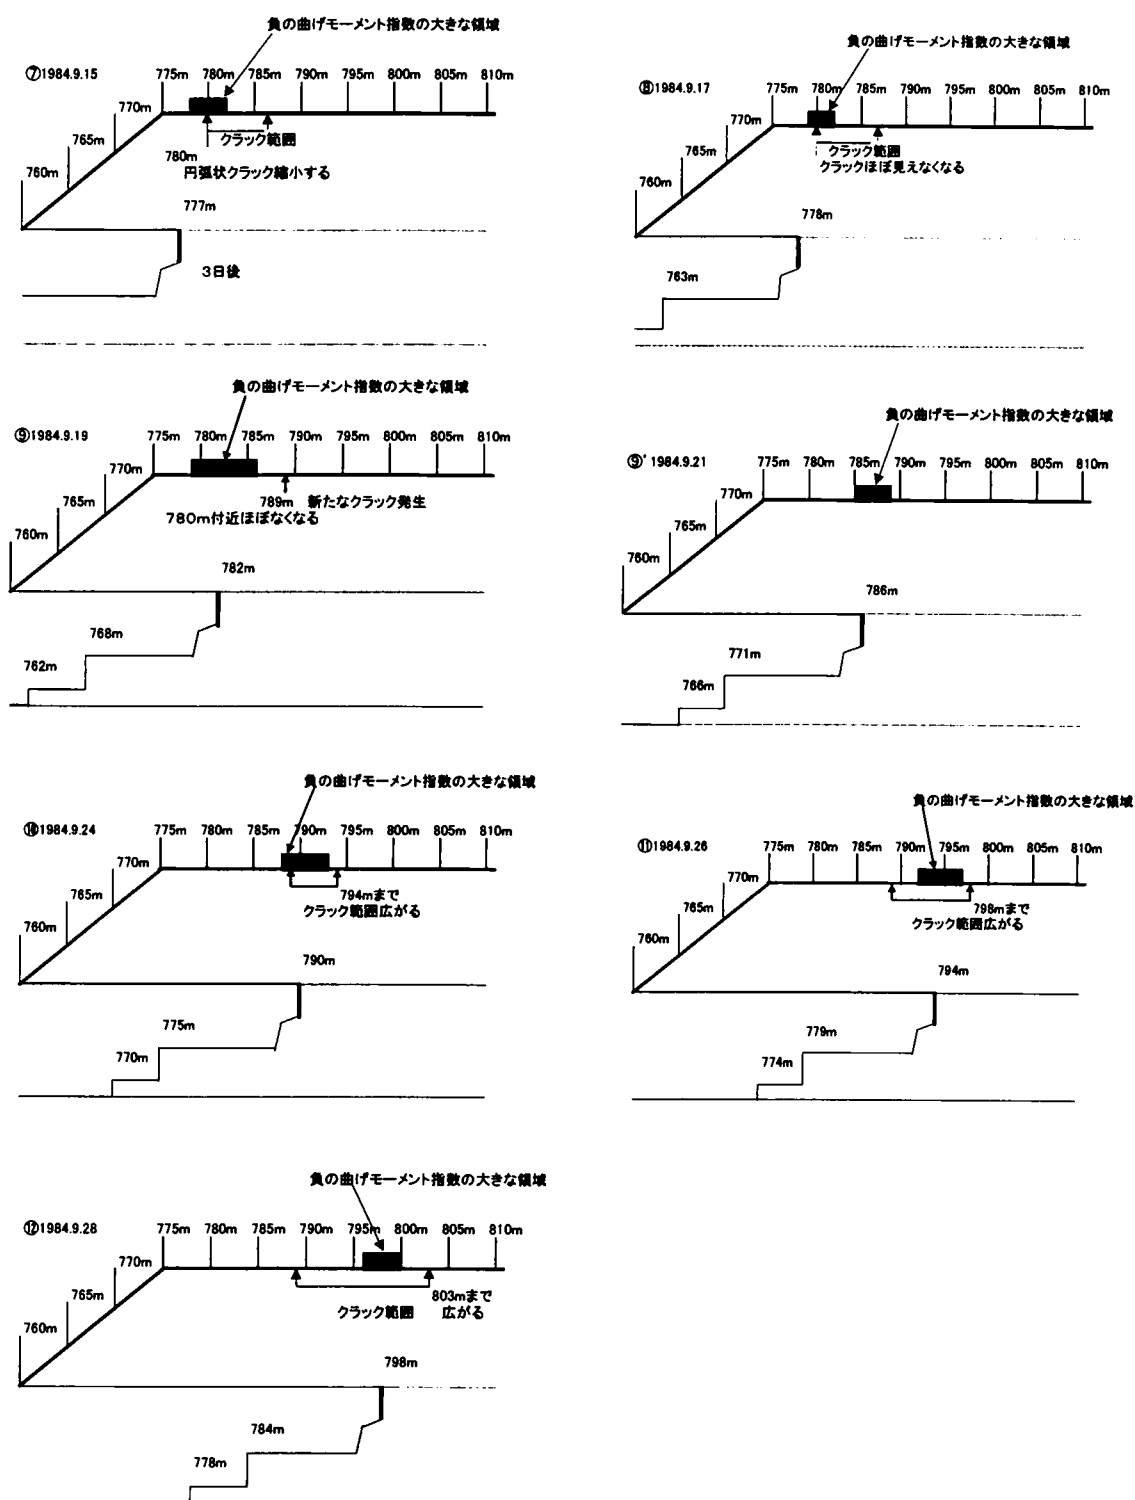 負の曲げモーメント指数の大きな領域
⑦1984.9.15
775m 780m 785m 790m 795m 800m 805m 810m
770m
765m
760m
クラック範囲
780m
円弧状クラック縮小する
777m
3日後
負の曲げモーメント指数の大きな領域
⑧1984.9.17
775m 780m 785m 790m 795m 800m 805m 810m
770m
765m
760m
クラック範囲
クラックほぼ見えなくなる
778m
763m
負の曲げモーメント指数の大きな領域
⑨1984.9.19
775m 780m 785m 790m 795m 800m 805m 810m
770m
765m
760m
789m 新たなクラック発生
780m付近ほぼなくなる
782m
768m
762m
負の曲げモーメント指数の大きな領域
⑨' 1984.9.21
775m 780m 785m 790m 795m 800m 805m 810m
770m
765m
760m
786m
771m
766m
負の曲げモーメント指数の大きな領域
⑩1984.9.24
775m 780m 785m 790m 795m 800m 805m 810m
770m
765m
760m
794mまで
クラック範囲広がる
790m
775m
770m
負の曲げモーメント指数の大きな領域
⑪1984.9.26
775m 780m 785m 790m 795m 800m 805m 810m
770m
765m
760m
798mまで
クラック範囲広がる
794m
779m
774m
負の曲げモーメント指数の大きな領域
⑫1984.9.28
775m 780m 785m 790m 795m 800m 805m 810m
770m
765m
760m
803mまで
クラック範囲 広がる
798m
784m
778m